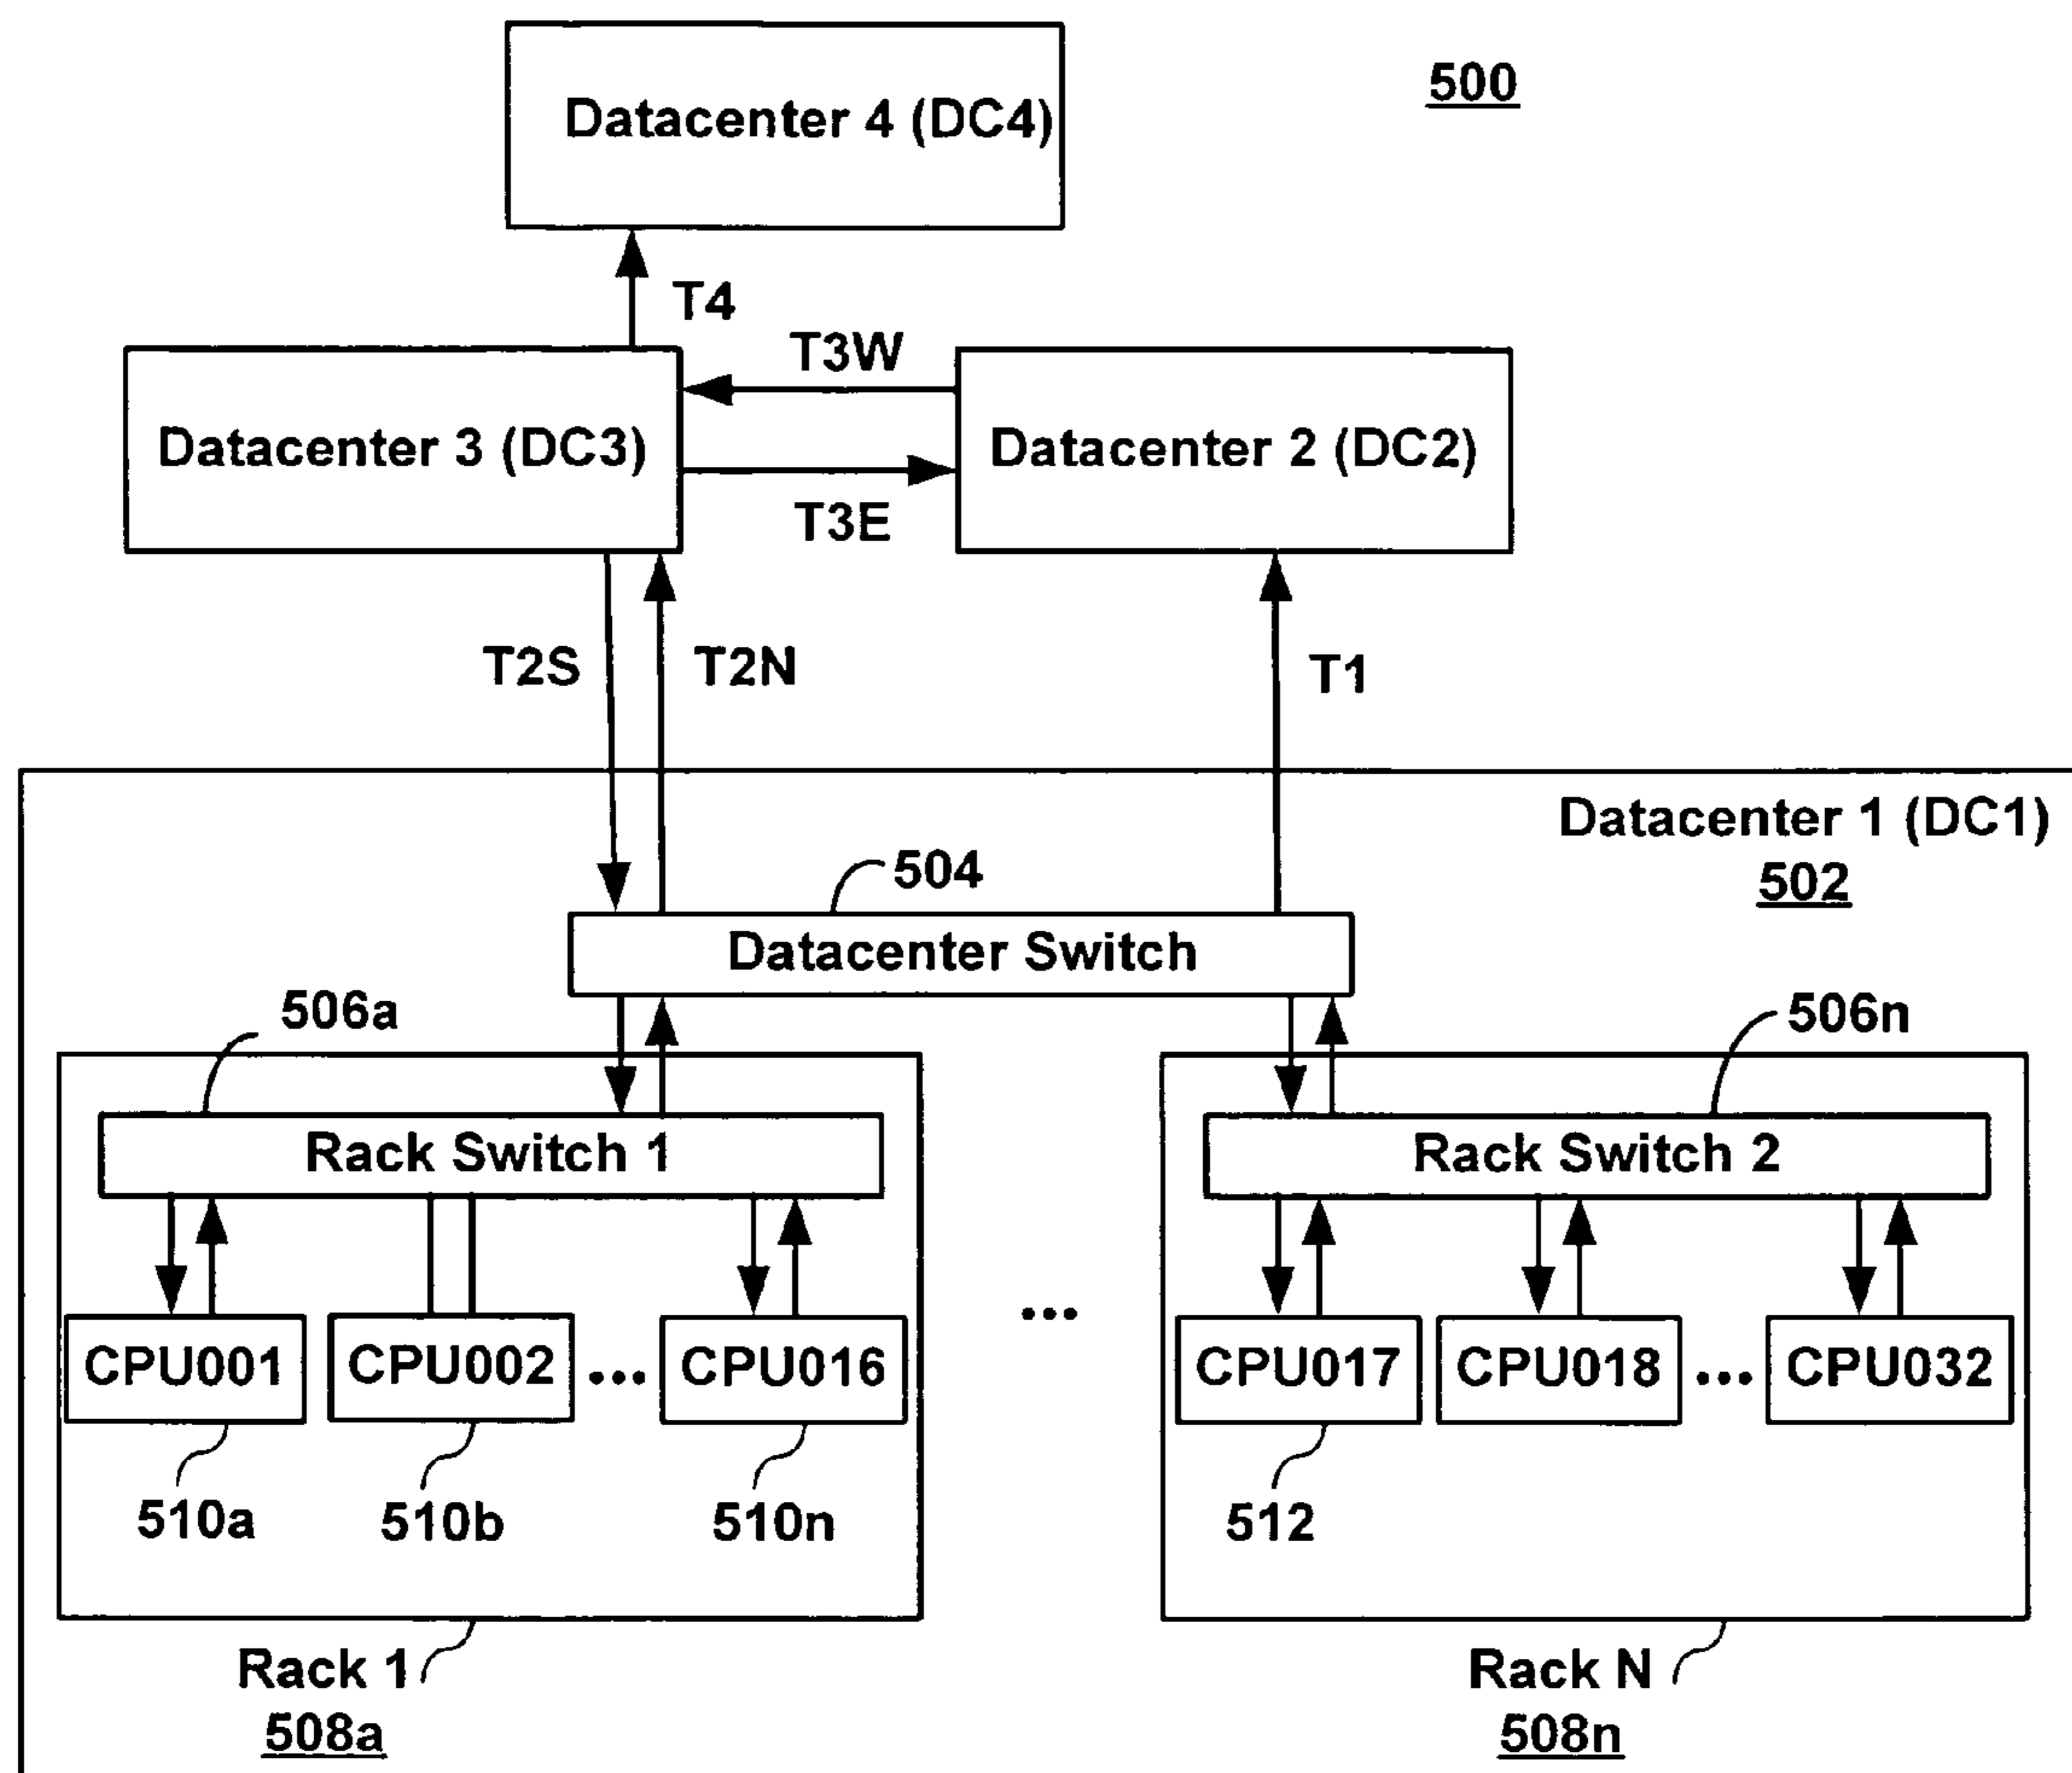 500
Datacenter 4 (DC4)
T4
T3W
Datacenter 3 (DC3)
Datacenter 2 (DC2)
T3E
T2S
T2N
T1
Datacenter 1 (DC1)
502
504
Datacenter Switch
506a
506n
Rack Switch 1
Rack Switch 2
...
CPU001
CPU002
...
CPU016
CPU017
CPU018
...
CPU032
510a
510b
510n
512
Rack 1
508a
Rack N
508n